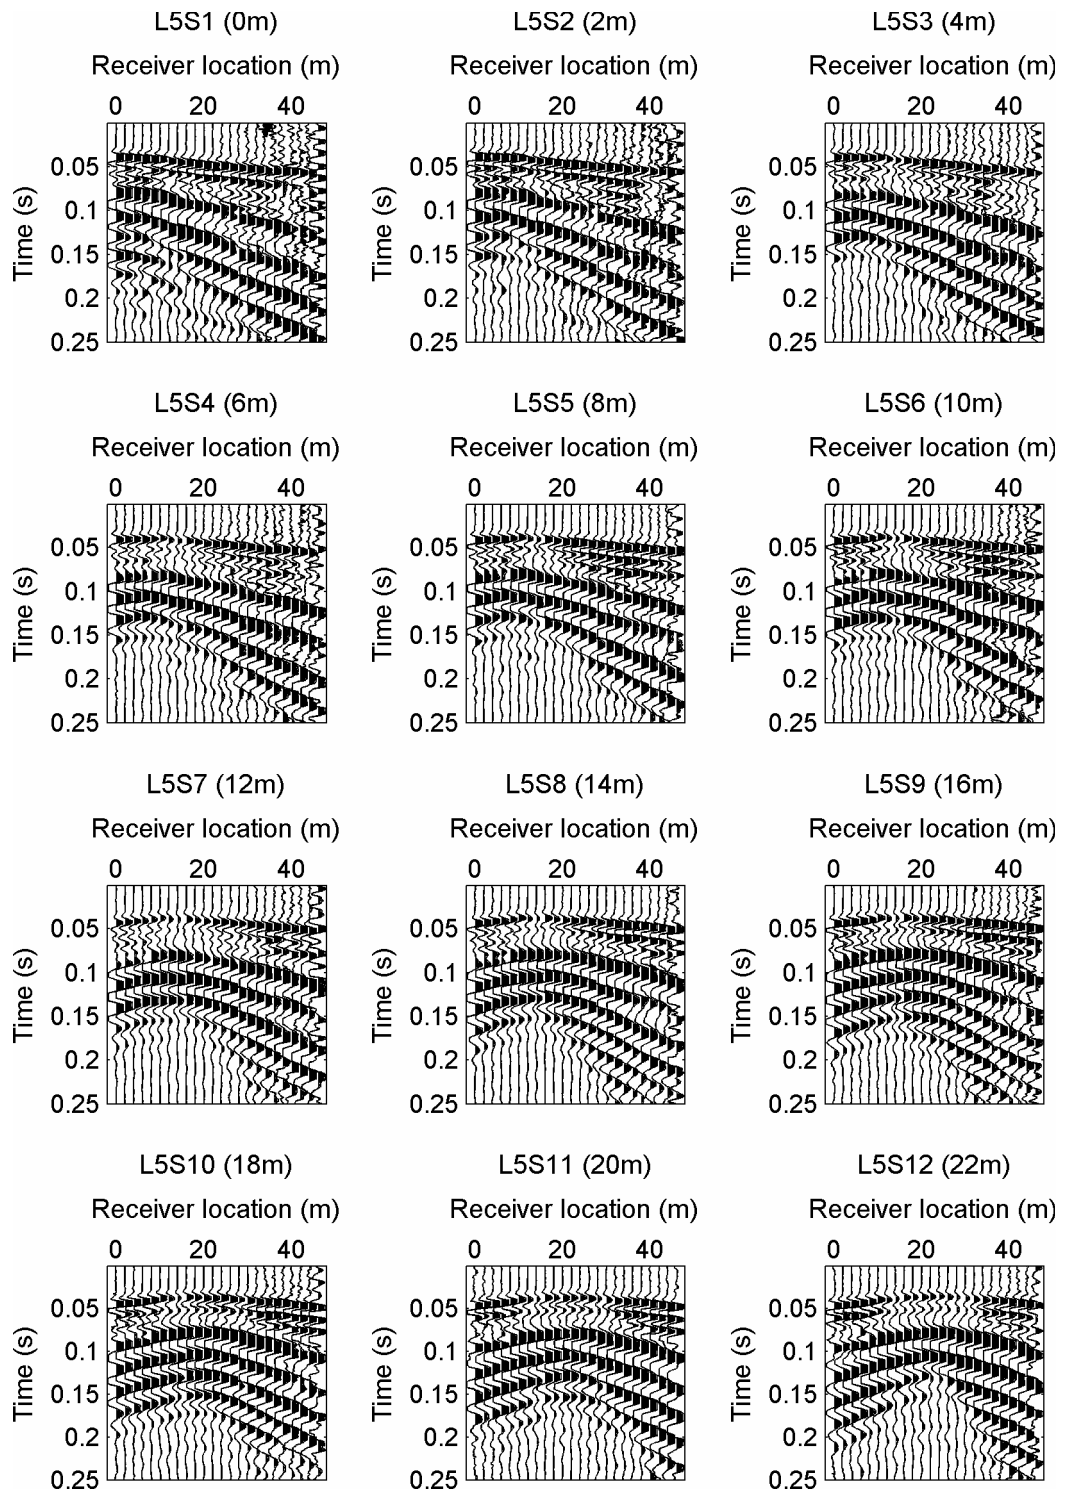 L5S1 (0m) L5S2 (2m) L5S3 (4m)
Receiver location (m) Receiver location (m) Receiver location (m)
0 20 40 0 20 40 0 20 40
0.05 0.05 0.05
0.1 0.1 0.1
0.15 0.15 0.15
0.2 0.2 0.2
0.25 0.25 0.25
Time (s) Time (s) Time (s)
L5S4 (6m) L5S5 (8m) L5S6 (10m)
Receiver location (m) Receiver location (m) Receiver location (m)
0 20 40 0 20 40 0 20 40
0.05 0.05 0.05
0.1 0.1 0.1
0.15 0.15 0.15
0.2 0.2 0.2
0.25 0.25 0.25
Time (s) Time (s) Time (s)
L5S7 (12m) L5S8 (14m) L5S9 (16m)
Receiver location (m) Receiver location (m) Receiver location (m)
0 20 40 0 20 40 0 20 40
0.05 0.05 0.05
0.1 0.1 0.1
0.15 0.15 0.15
0.2 0.2 0.2
0.25 0.25 0.25
Time (s) Time (s) Time (s)
L5S10 (18m) L5S11 (20m) L5S12 (22m)
Receiver location (m) Receiver location (m) Receiver location (m)
0 20 40 0 20 40 0 20 40
0.05 0.05 0.05
0.1 0.1 0.1
0.15 0.15 0.15
0.2 0.2 0.2
0.25 0.25 0.25
Time (s) Time (s) Time (s)